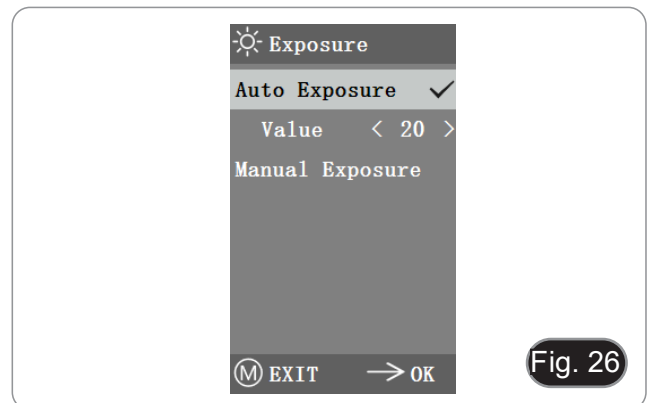 Exposure
Auto Exposure
Value < 20 >
Manual Exposure
M EXIT → OK
Fig. 26